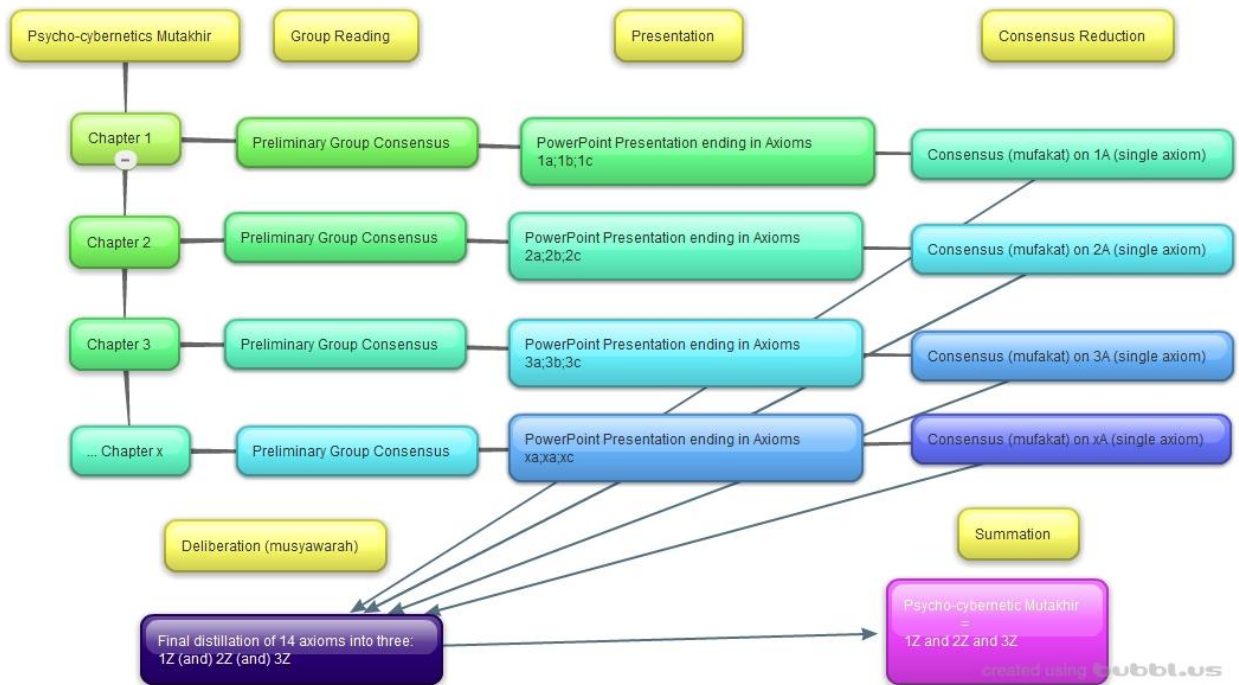 Psycho-cybernetics Mutakhir
Group Reading
Presentation
Consensus Reduction
Chapter 1
Preliminary Group Consensus
PowerPoint Presentation ending in Axioms
1a;1b;1c
Consensus (mufakat) on 1A (single axiom)
Chapter 2
Preliminary Group Consensus
PowerPoint Presentation ending in Axioms
2a;2b;2c
Consensus (mufakat) on 2A (single axiom)
Chapter 3
Preliminary Group Consensus
PowerPoint Presentation ending in Axioms
3a;3b;3c
Consensus (mufakat) on 3A (single axiom)
... Chapter x
Preliminary Group Consensus
PowerPoint Presentation ending in Axioms
xa;xa;xc
Consensus (mufakat) on xA (single axiom)
Deliberation (musyawarah)
Summation
Final distillation of 14 axioms into three:
1Z (and) 2Z (and) 3Z
Psycho-cybernetic Mutakhir
=
1Z and 2Z and 3Z
created using bubbl.us